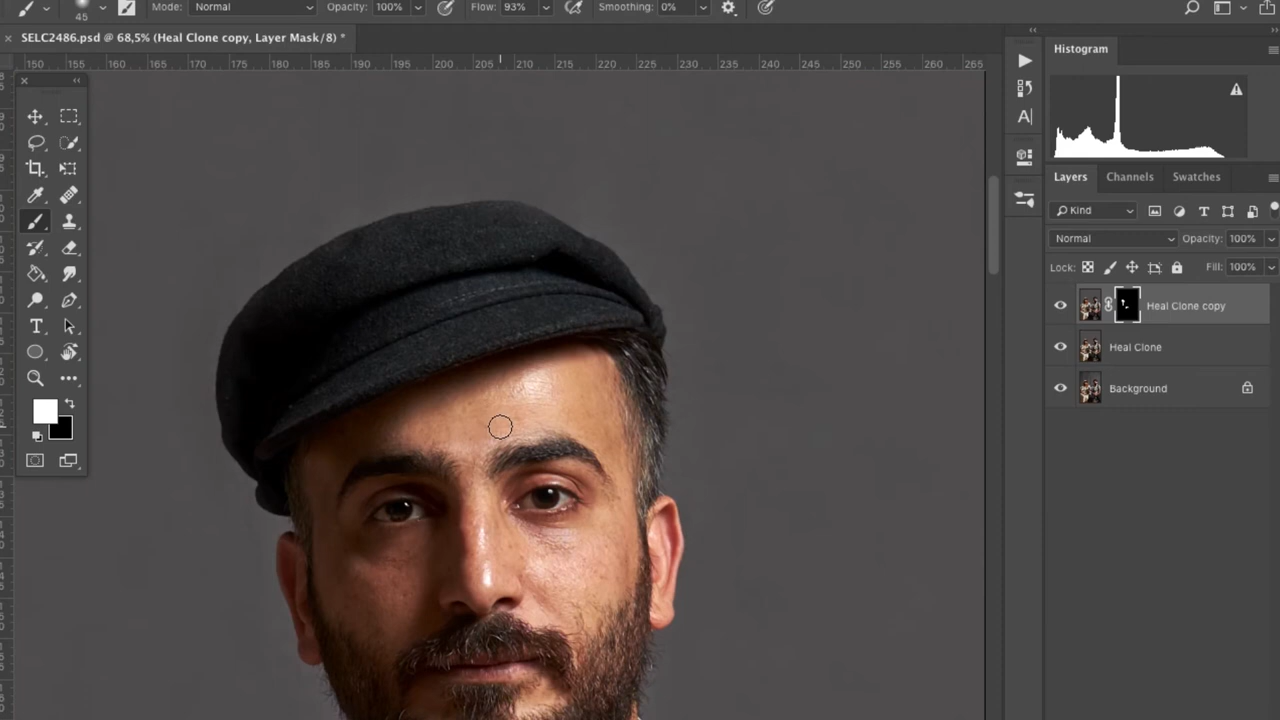 45 Mode: Normal Opacity: 100% Flow: 93% Smoothing: 0%
SELC2486.psd @ 68,5% (Heal Clone copy, Layer Mask/8) *
150 155 160 165 170 175 180 185 190 195 200 205 210 215 220 225 230 235 240 245 250 255 260 265
Histogram
Layers Channels Swatches
Kind
Normal Opacity: 100%
Lock: Fill: 100%
Heal Clone copy
Heal Clone
Background